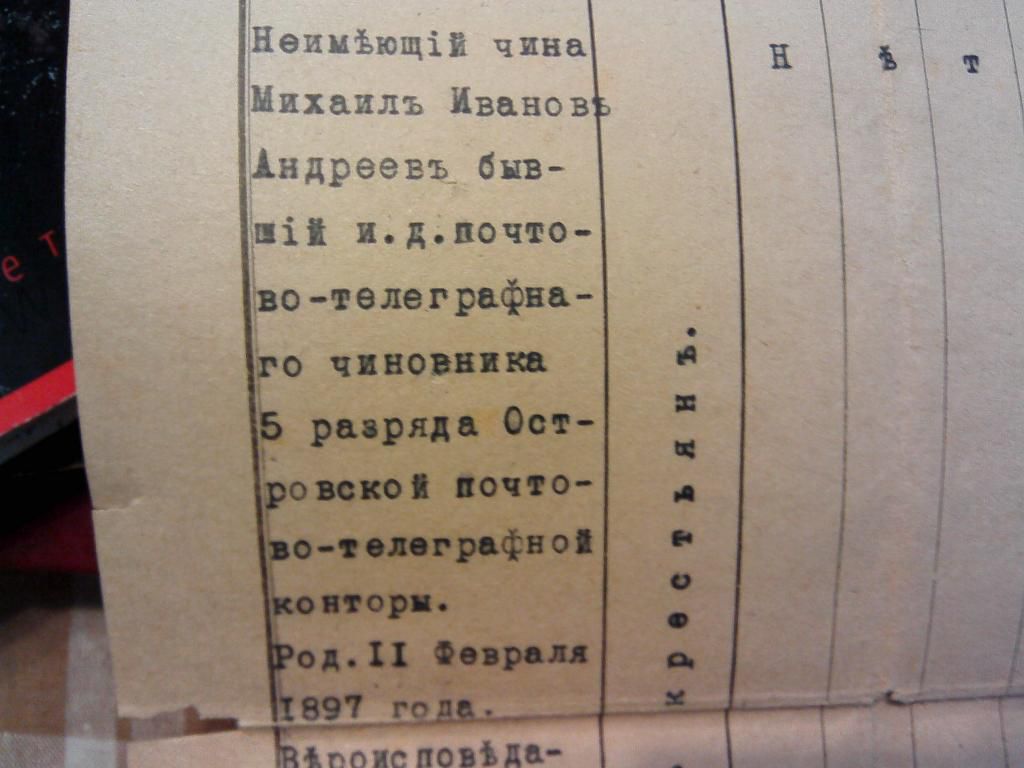 Неимѣющій чина
Михаилъ Ивановъ
Андреевъ быв-
шій и.д.почто-
во-телеграфна-
го чиновника
5 разряда Ост-
ровской почто-
во-телеграфной
конторы.
Род.II Февраля
1897 года.
Вѣроисповѣда-
крестьянъ.
Н ѣ т
е т